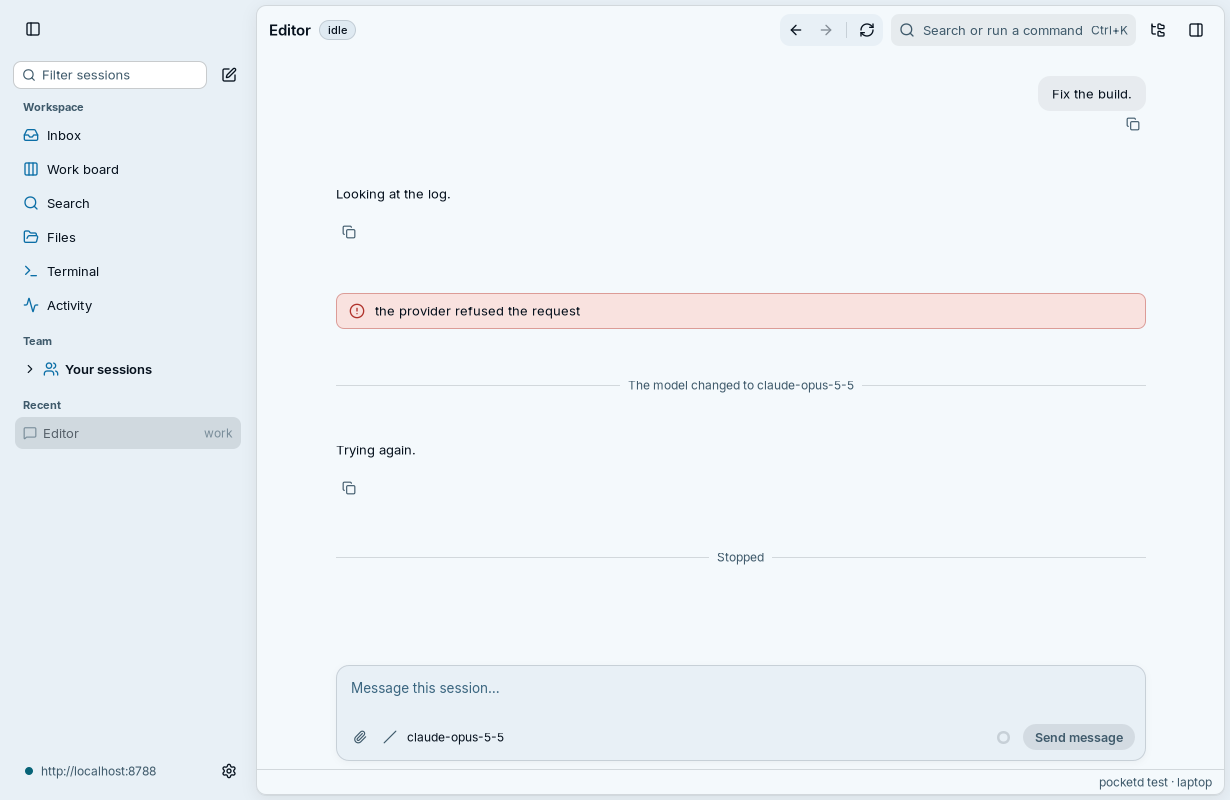 Editor
idle
Search or run a command
Ctrl+K
Filter sessions
Workspace
Inbox
Work board
Search
Files
Terminal
Activity
Team
Your sessions
Recent
Editor
work
http://localhost:8788
Fix the build.
Looking at the log.
the provider refused the request
The model changed to claude-opus-5-5
Trying again.
Stopped
Message this session...
claude-opus-5-5
Send message
pocketd test · laptop